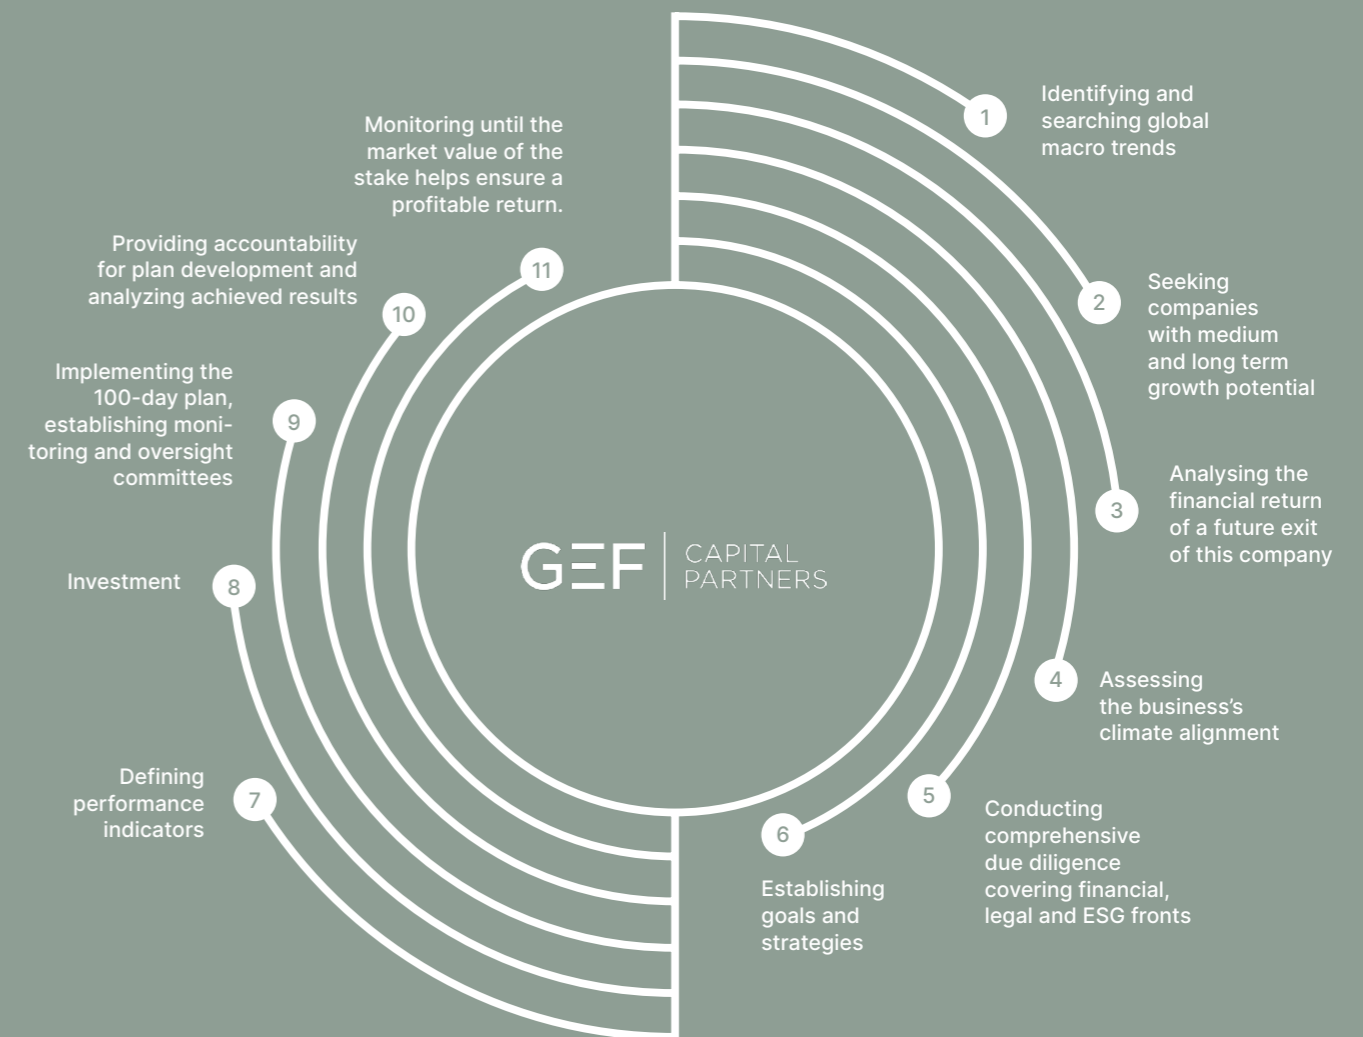 1
Identifying and
searching global
macro trends
2
Seeking
companies
with medium
and long term
growth potential
3
Analysing the
financial return
of a future exit
of this company
4
Assessing
the business’s
climate alignment
5
Conducting
comprehensive
due diligence
covering financial,
legal and ESG fronts
6
Establishing
goals and
strategies
7
Defining
performance
indicators
8
Investment
9
Implementing the
100-day plan,
establishing moni-
toring and oversight
committees
10
Providing accountability
for plan development and
analyzing achieved results
11
Monitoring until the
market value of the
stake helps ensure a
profitable return.
GEF
CAPITAL
PARTNERS